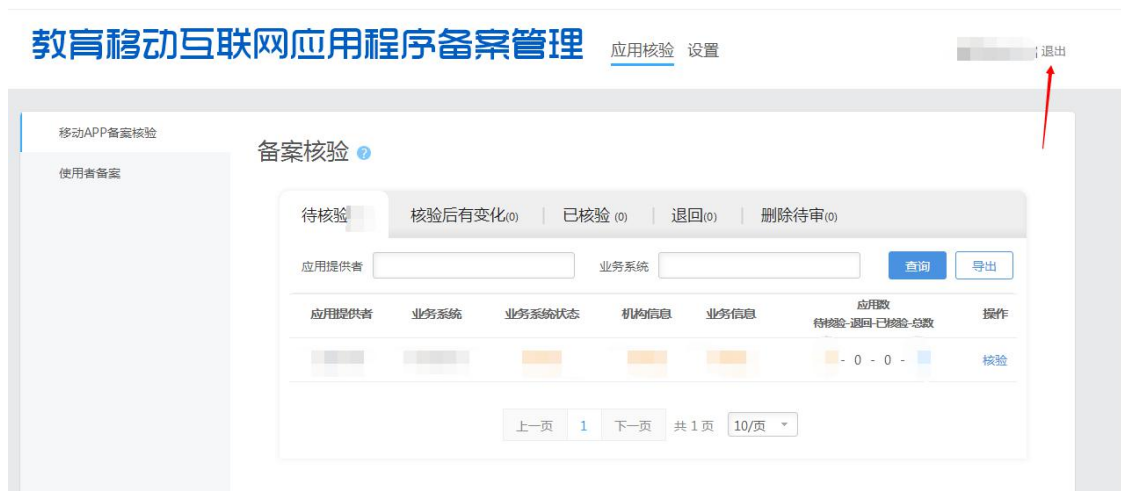 教育移动互联网应用程序备案管理 应用核验 设置 退出
移动APP备案核验
使用者备案
备案核验 ?
待核验 核验后有变化(0) 已核验 (0) 退回(0) 删除待审(0)
应用提供者 业务系统 查询 导出
应用提供者 业务系统 业务系统状态 机构信息 业务信息 应用数 操作
待核验-退回-已核验-总数
- 0 - 0 - 核验
上一页 1 下一页 共 1 页 10/页